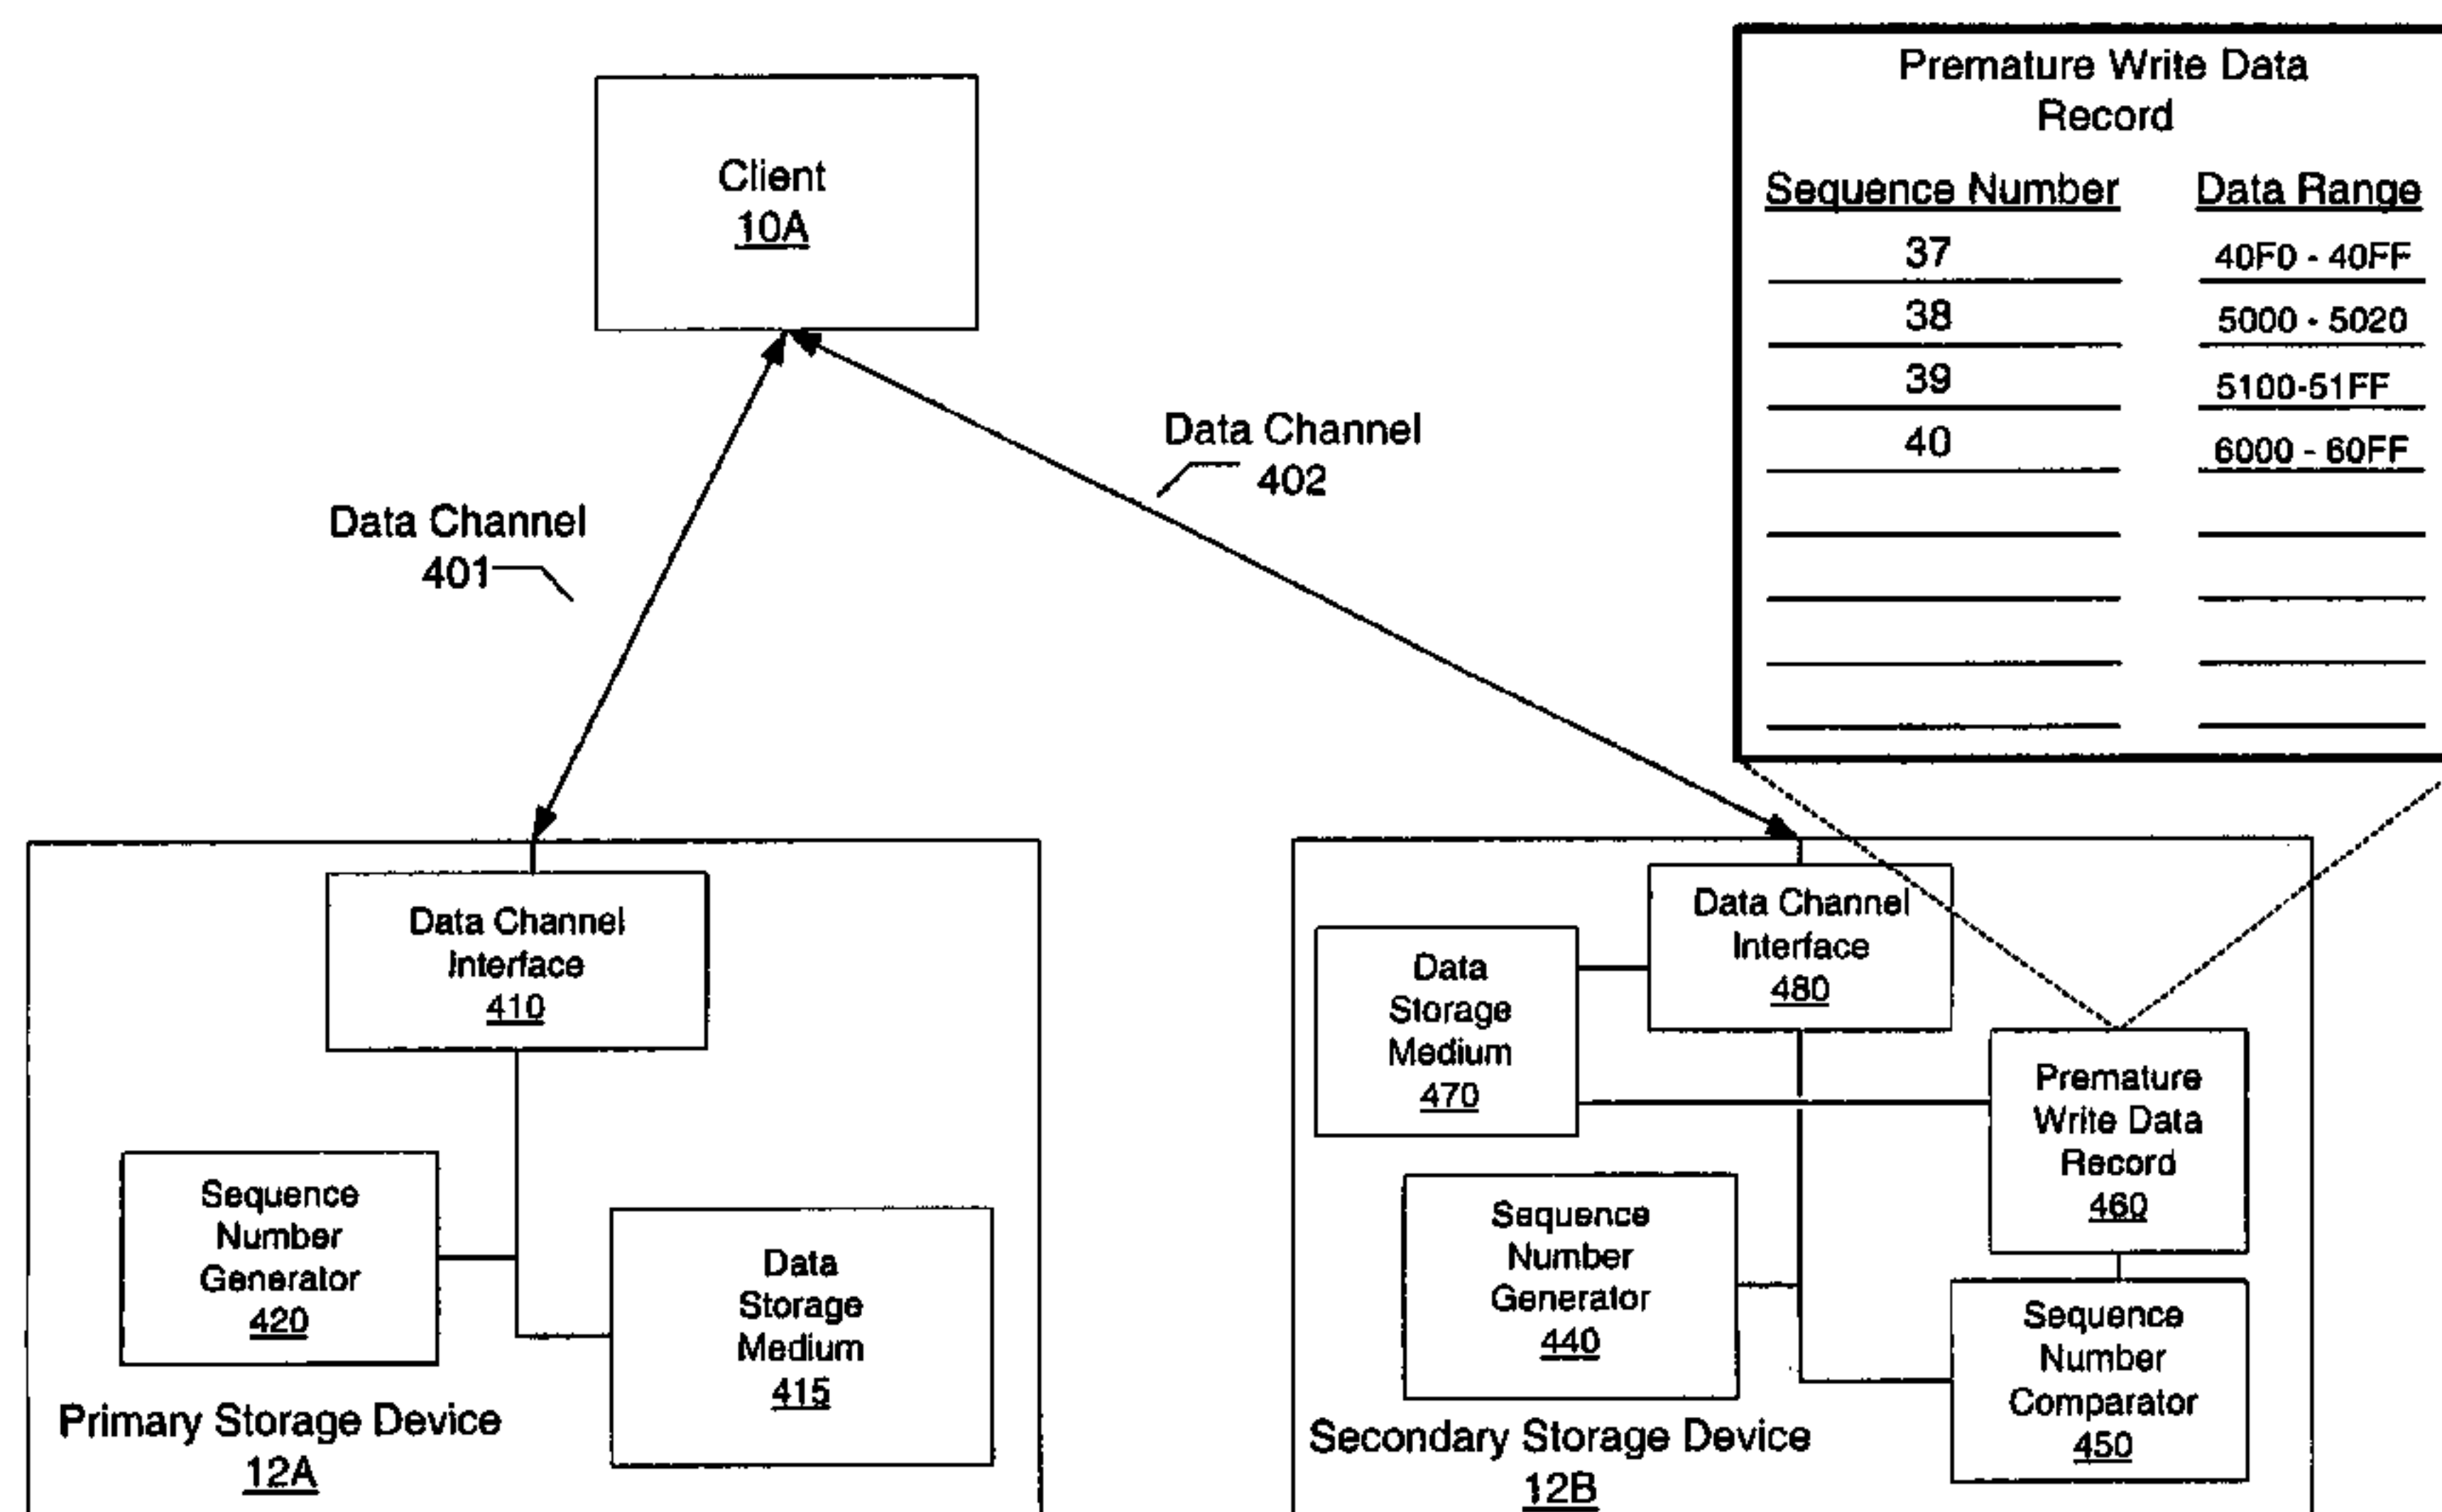 Premature Write Data
Record
Sequence Number Data Range
37 40F0 - 40FF
38 5000 - 5020
39 5100-51FF
40 6000 - 60FF
Client
10A
Data Channel
402
Data Channel
401
Data Channel
Interface
410
Sequence
Number
Generator
420
Data
Storage
Medium
415
Primary Storage Device
12A
Data Channel
Interface
480
Data
Storage
Medium
470
Premature
Write Data
Record
460
Sequence
Number
Generator
440
Sequence
Number
Comparator
450
Secondary Storage Device
12B